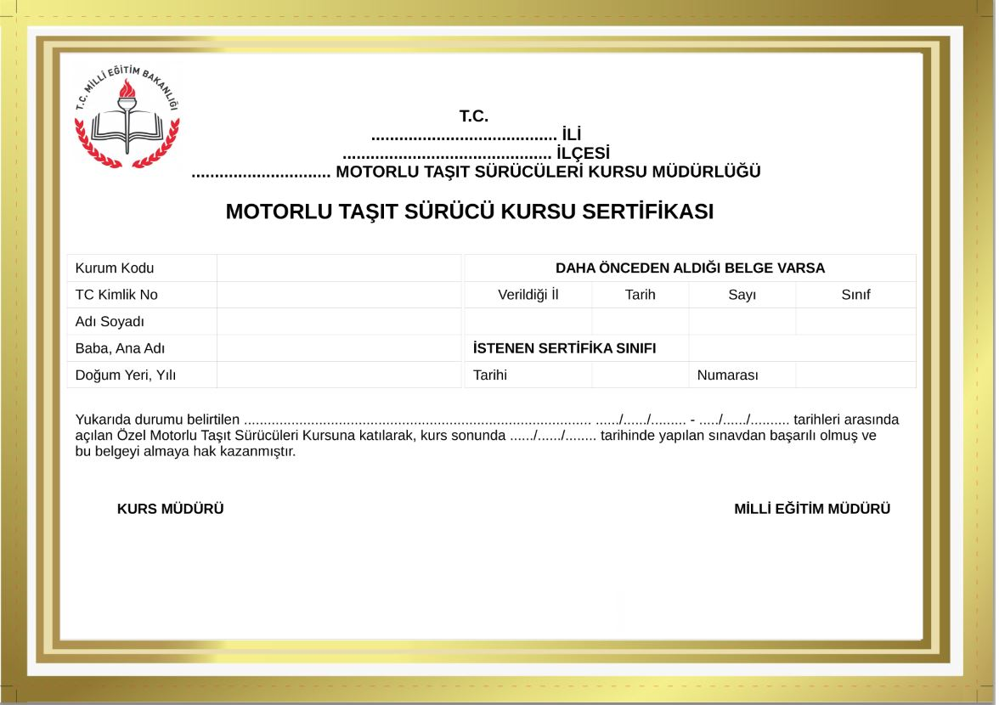 T.C. MİLLİ EĞİTİM BAKANLIĞI
T.C.
........................................ İLİ
............................................. İLÇESİ
.............................. MOTORLU TAŞIT SÜRÜCÜLERİ KURSU MÜDÜRLÜĞÜ
MOTORLU TAŞIT SÜRÜCÜ KURSU SERTİFİKASI
Kurum Kodu
TC Kimlik No
Adı Soyadı
Baba, Ana Adı
Doğum Yeri, Yılı
DAHA ÖNCEDEN ALDIĞI BELGE VARSA
Verildiği İl Tarih Sayı Sınıf
İSTENEN SERTİFİKA SINIFI
Tarihi Numarası
Yukarıda durumu belirtilen ........................................................................................ ....../....../......... - ...../....../.......... tarihleri arasında
açılan Özel Motorlu Taşıt Sürücüleri Kursuna katılarak, kurs sonunda ....../....../........ tarihinde yapılan sınavdan başarılı olmuş ve
bu belgeyi almaya hak kazanmıştır.
KURS MÜDÜRÜ MİLLİ EĞİTİM MÜDÜRÜ